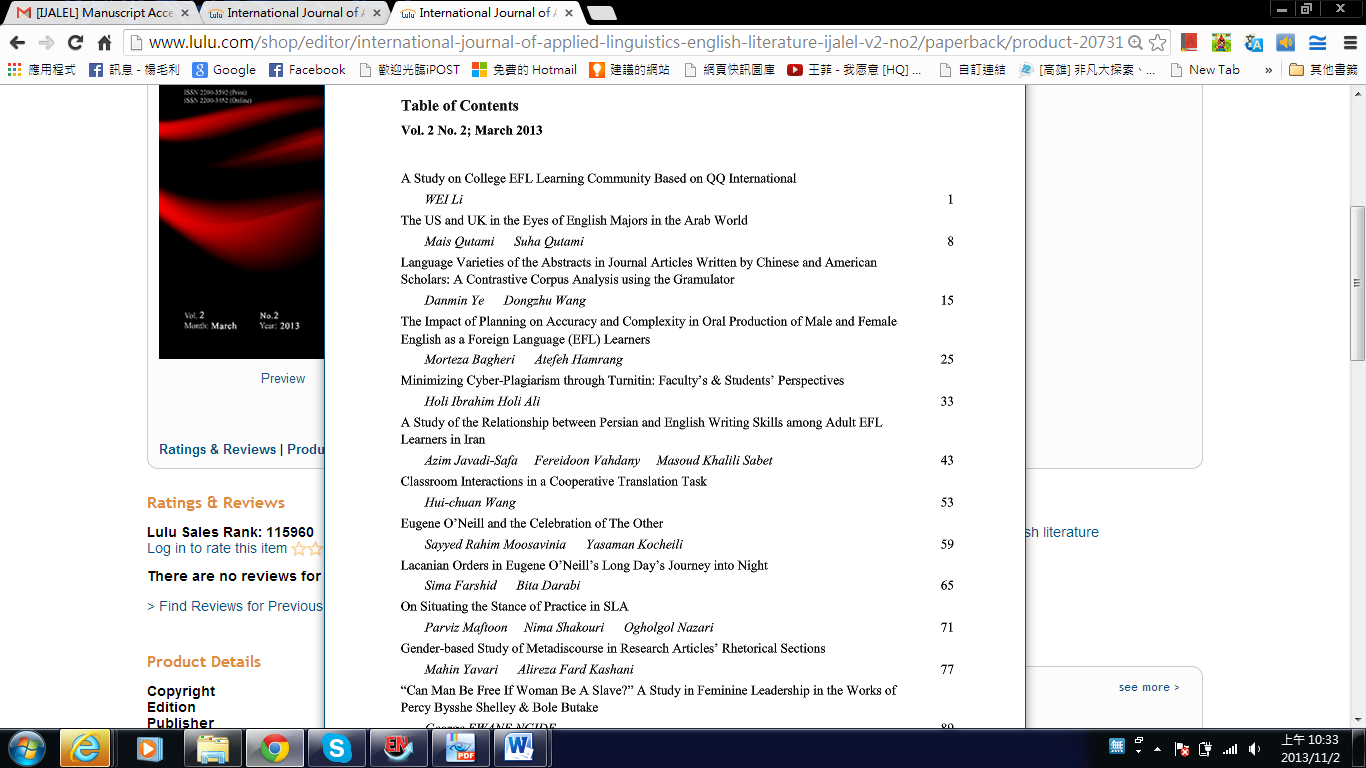 [IJALEL] Manuscript Acce
International Journal of A
International Journal of A
www.lulu.com/shop/editor/international-journal-of-applied-linguistics-english-literature-ijalel-v2-no2/paperback/product-20731
應用程式
訊息 - 楊毛利
Google
Facebook
歡迎光臨iPOST
免費的 Hotmail
建議的網站
網頁快訊圖庫
王菲 - 我愿意 [HQ] ...
自訂連結
[高雄] 非凡大探索、...
New Tab
»
其他書籤
ISSN 2200-3592 (Print)
ISSN 2200-3452 (Online)
Vol. 2 No.2
Month: March Year: 2013
Preview
Ratings & Reviews | Produ
Ratings & Reviews
Lulu Sales Rank: 115960
Log in to rate this item
There are no reviews for
> Find Reviews for Previous
Product Details
Copyright
Edition
Publisher
Table of Contents
Vol. 2 No. 2; March 2013
A Study on College EFL Learning Community Based on QQ International
WEI Li 1
The US and UK in the Eyes of English Majors in the Arab World
Mais Qutami Suha Qutami 8
Language Varieties of the Abstracts in Journal Articles Written by Chinese and American
Scholars: A Contrastive Corpus Analysis using the Gramulator
Danmin Ye Dongzhu Wang 15
The Impact of Planning on Accuracy and Complexity in Oral Production of Male and Female
English as a Foreign Language (EFL) Learners
Morteza Bagheri Atefeh Hamrang 25
Minimizing Cyber-Plagiarism through Turnitin: Faculty's & Students' Perspectives
Holi Ibrahim Holi Ali 33
A Study of the Relationship between Persian and English Writing Skills among Adult EFL
Learners in Iran
Azim Javadi-Safa Fereidoon Vahdany Masoud Khalili Sabet 43
Classroom Interactions in a Cooperative Translation Task
Hui-chuan Wang 53
Eugene O'Neill and the Celebration of The Other
Sayyed Rahim Moosavinia Yasaman Kocheili 59
Lacanian Orders in Eugene O'Neill's Long Day's Journey into Night
Sima Farshid Bita Darabi 65
On Situating the Stance of Practice in SLA
Parviz Maftoon Nima Shakouri Ogholgol Nazari 71
Gender-based Study of Metadiscourse in Research Articles' Rhetorical Sections
Mahin Yavari Alireza Fard Kashani 77
"Can Man Be Free If Woman Be A Slave?" A Study in Feminine Leadership in the Works of
Percy Bysshe Shelley & Bole Butake
George EWANE NGIDE 89
sh literature
see more >
無
上午 10:33
2013/11/2